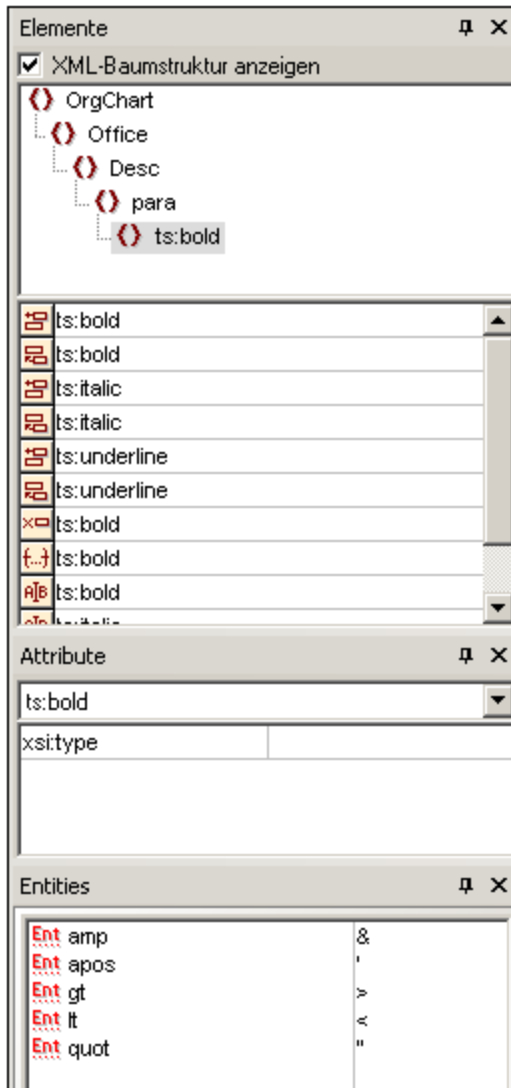 Elemente
XML-Baumstruktur anzeigen
OrgChart
Office
Desc
para
ts:bold
ts:bold
ts:bold
ts:italic
ts:italic
ts:underline
ts:underline
ts:bold
{...} ts:bold
AB ts:bold
Attribute
ts:bold
xsi:type
Entities
Ent amp &
Ent apos '
Ent gt >
Ent lt <
Ent quot "